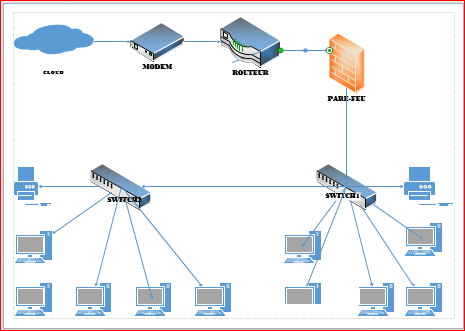 CLOUD
MODEM
ROUTEUR
PARE-FEU
SWITCH2
SWITCH1